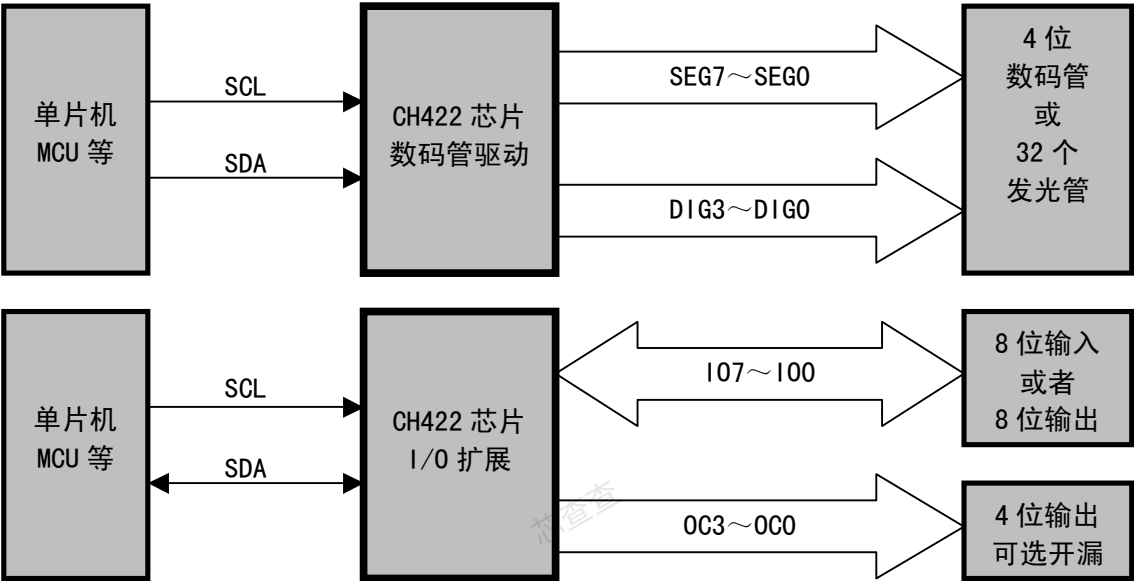 单片机
MCU 等
SCL
SDA
CH422 芯片
数码管驱动
SEG7～SEG0
DIG3～DIG0
4 位
数码管
或
32 个
发光管
单片机
MCU 等
SCL
SDA
CH422 芯片
I/O 扩展
IO7～IO0
OC3～OC0
8 位输入
或者
8 位输出
4 位输出
可选开漏
芯查查